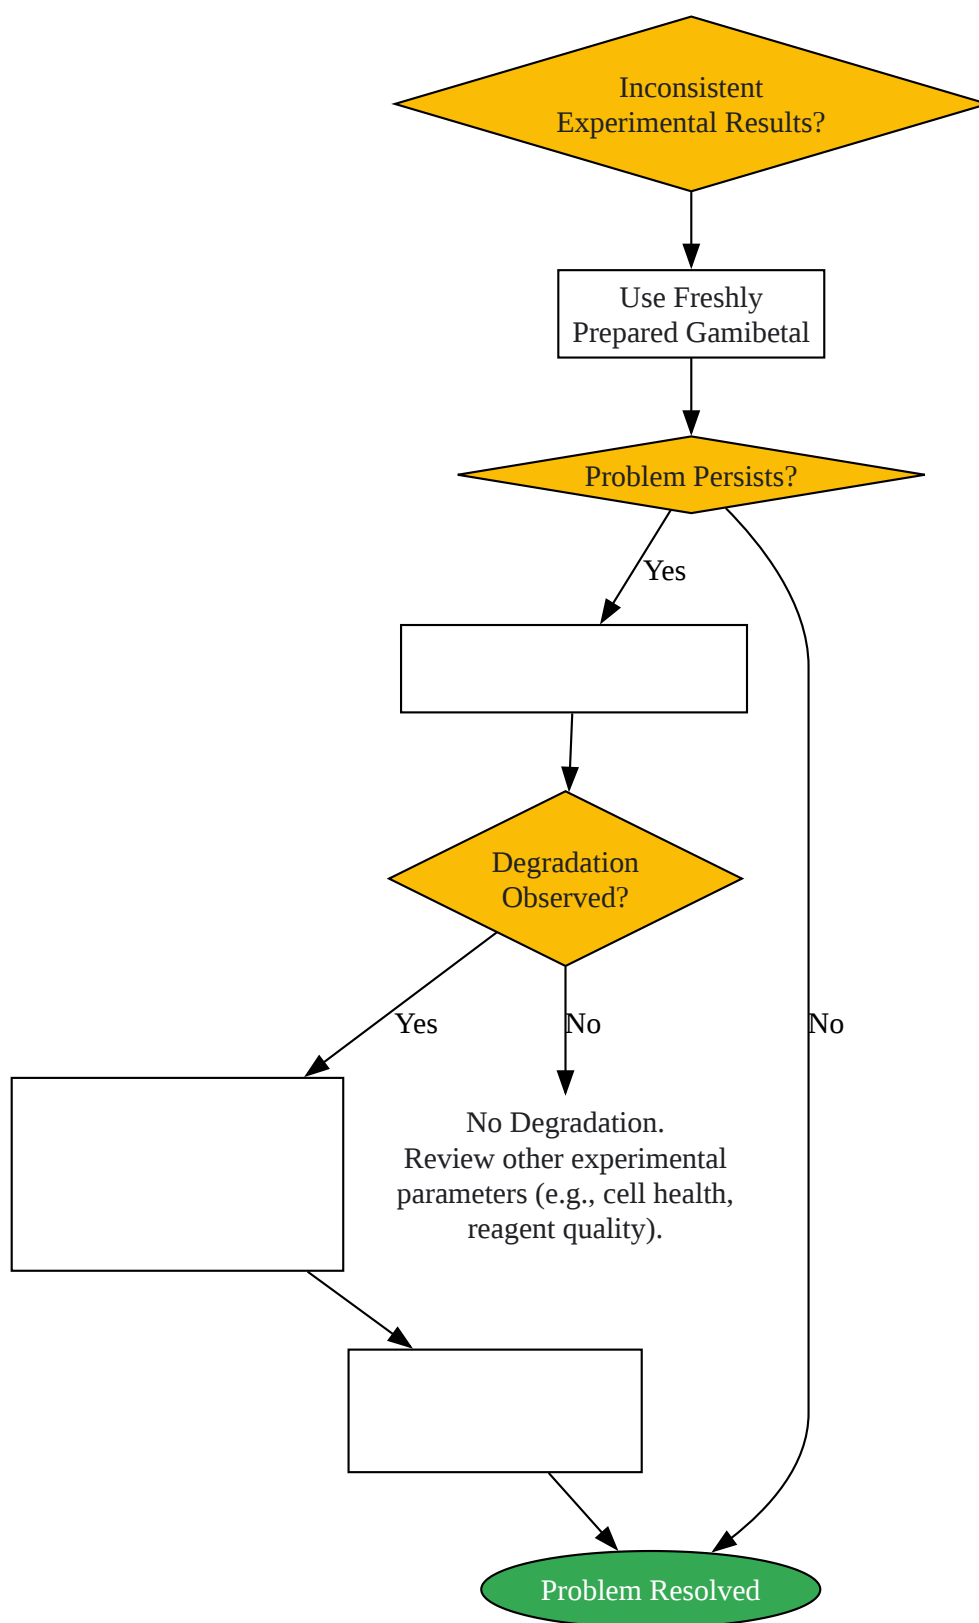 Inconsistent
Experimental Results?
Use Freshly
Prepared Gamibetal
Problem Persists?
Yes
Degradation
Observed?
Yes
No
No
No Degradation.
Review other experimental
parameters (e.g., cell health,
reagent quality).
Problem Resolved